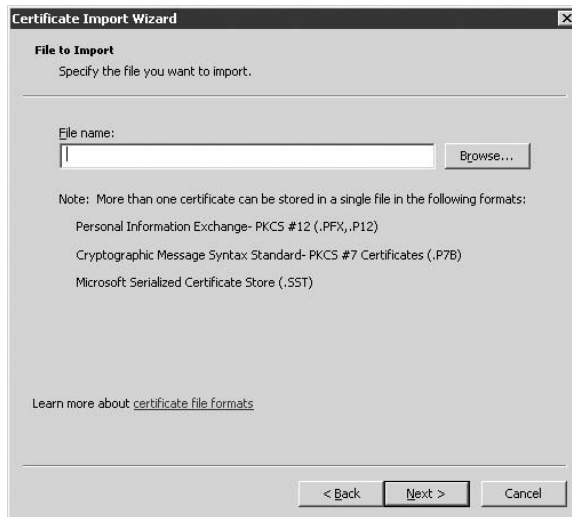 Certificate Import Wizard
File to Import
Specify the file you want to import.
File name:
Browse...
Note: More than one certificate can be stored in a single file in the following formats:
Personal Information Exchange- PKCS #12 (.PFX,.P12)
Cryptographic Message Syntax Standard- PKCS #7 Certificates (.P7B)
Microsoft Serialized Certificate Store (.SST)
Learn more about certificate file formats
< Back Next > Cancel